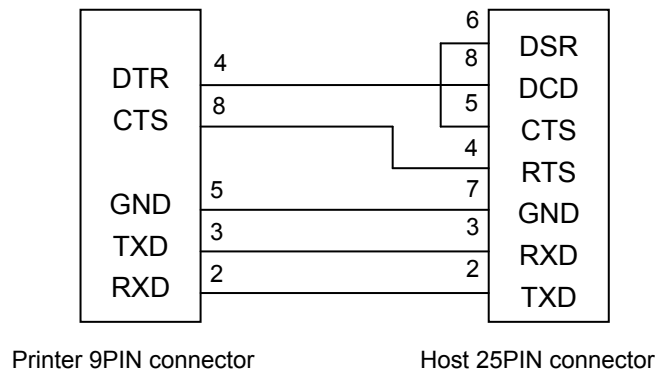 6
DSR
8
DTR 4
DCD
5
CTS 8
CTS
4
RTS
5 7
GND
GND
3 3
TXD
RXD
2 2
RXD
TXD
Printer 9PIN connector Host 25PIN connector